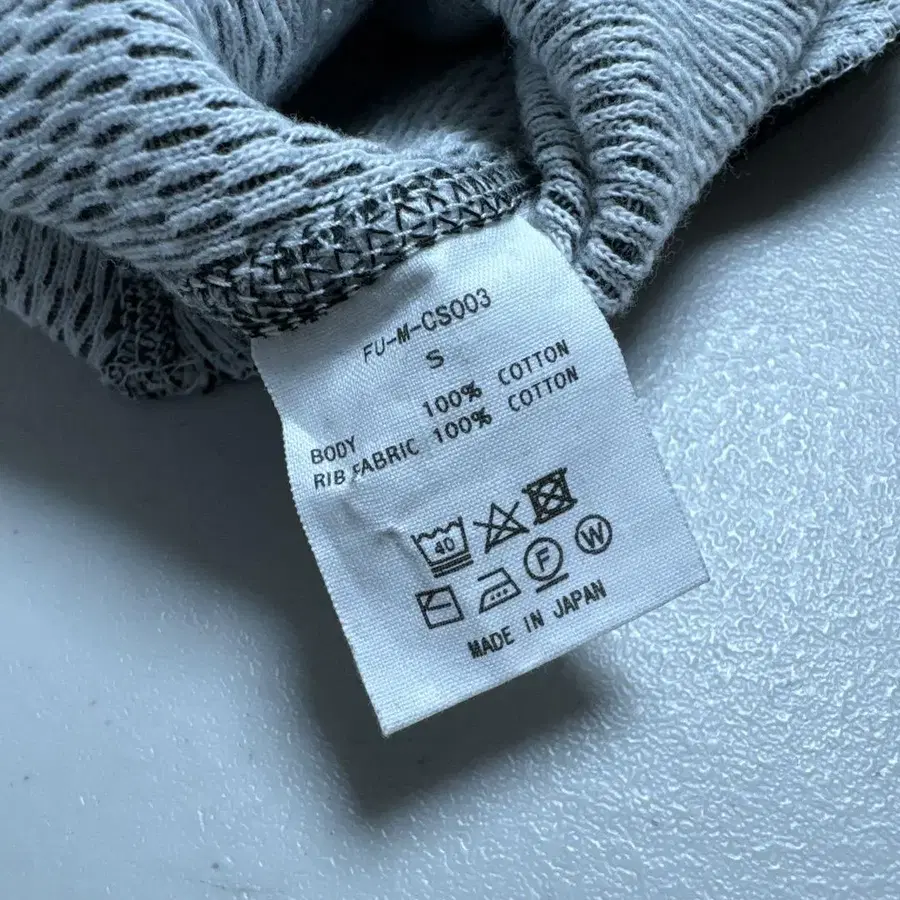 FU-M-CS003
S
BODY 100% COTTON
RIB FABRIC 100% COTTON
40
F W
MADE IN JAPAN